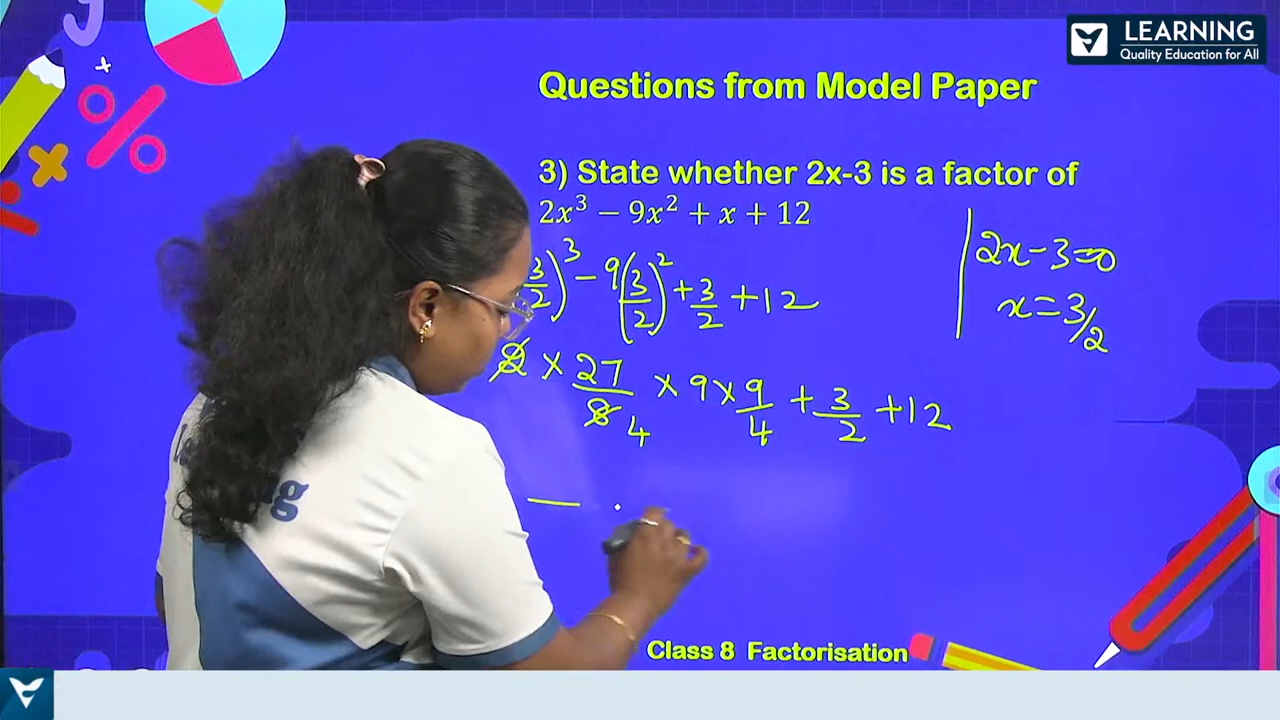 LEARNING
Quality Education for All
Questions from Model Paper
3) State whether 2x-3 is a factor of
2x³ − 9x² + x + 12
3/2)³ − 9(3/2)² + 3/2 + 12
2x − 3 = 0
x = 3/2
2 × 27/8 4 × 9 × 9/4 + 3/2 + 12
—
Class 8 Factorisation